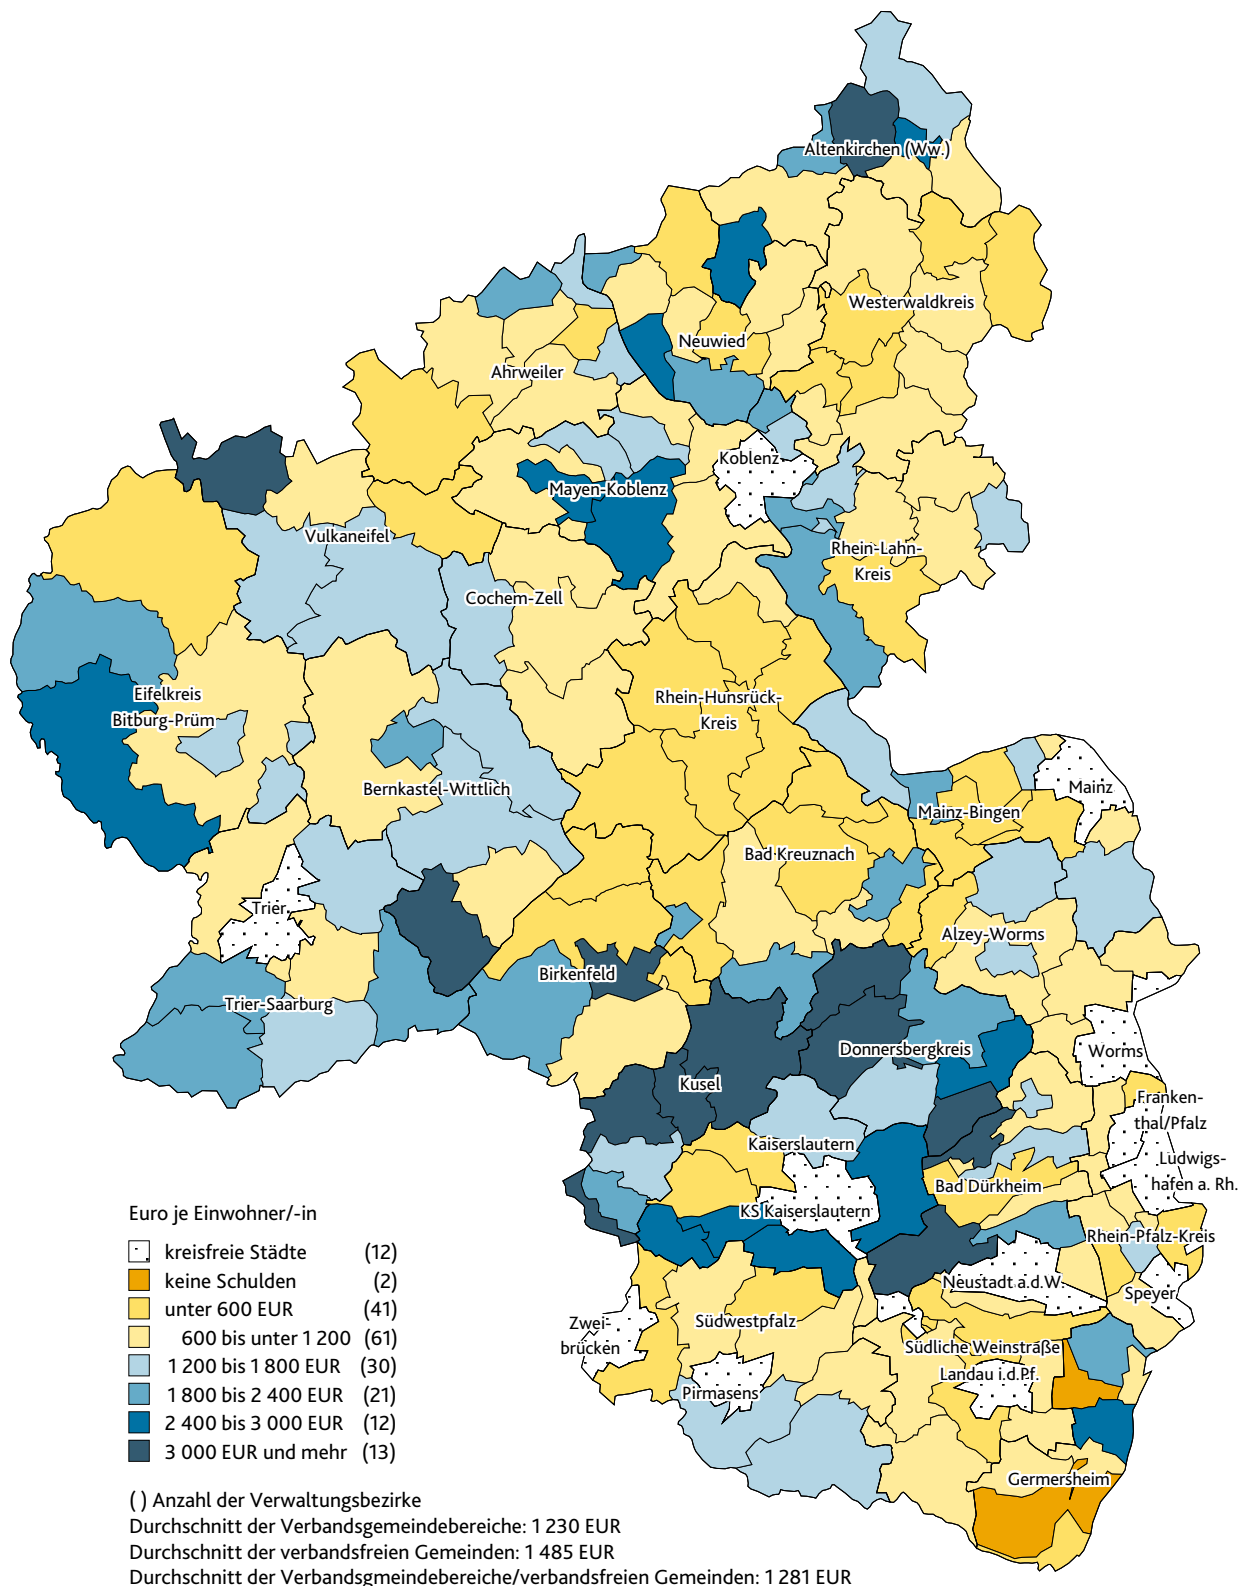 Altenkirchen (Ww.)
Westerwaldkreis
Neuwied
Ahrweiler
Koblenz
Mayen-Koblenz
Vulkaneifel
Rhein-Lahn-
Kreis
Cochem-Zell
Eifelkreis
Bitburg-Prüm
Rhein-Hunsrück-
Kreis
Bernkastel-Wittlich
Mainz
Mainz-Bingen
Bad Kreuznach
Trier
Alzey-Worms
Birkenfeld
Trier-Saarburg
Donnersbergkreis
Worms
Kusel
Franken-
thal/Pfalz
Kaiserslautern
Ludwigs-
hafen a. Rh.
Bad Dürkheim
KS Kaiserslautern
Rhein-Pfalz-Kreis
Neustadt a.d.W.
Speyer
Zwei-
brücken
Südwestpfalz
Südliche Weinstraße
Landau i.d.Pf.
Pirmasens
Germersheim
Euro je Einwohner/-in
kreisfreie Städte (12)
keine Schulden (2)
unter 600 EUR (41)
600 bis unter 1 200 (61)
1 200 bis 1 800 EUR (30)
1 800 bis 2 400 EUR (21)
2 400 bis 3 000 EUR (12)
3 000 EUR und mehr (13)
( ) Anzahl der Verwaltungsbezirke
Durchschnitt der Verbandsgemeindebereiche: 1 230 EUR
Durchschnitt der verbandsfreien Gemeinden: 1 485 EUR
Durchschnitt der Verbandsgmeindebereiche/verbandsfreien Gemeinden: 1 281 EUR